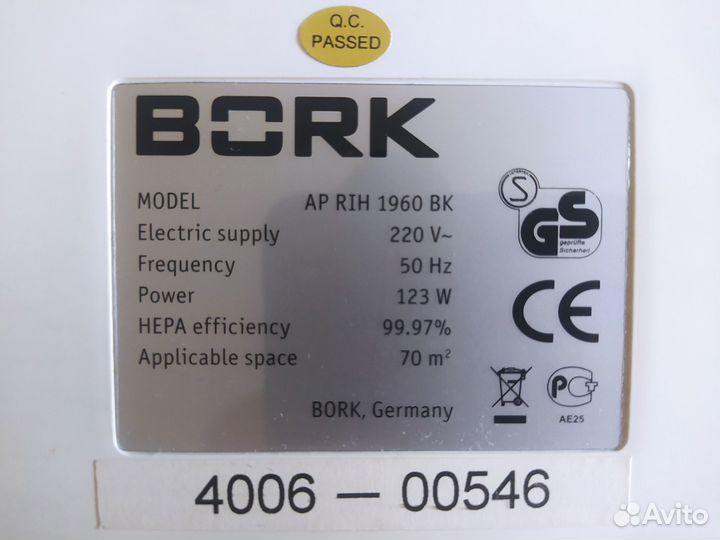 Q.C.
PASSED
BORK
MODEL AP RIH 1960 BK
Electric supply 220 V~
Frequency 50 Hz
Power 123 W
HEPA efficiency 99.97%
Applicable space 70 m²
BORK, Germany
S
GS
geprüfte
Sicherheit
CE
PG
AE25
4006 — 00546
Avito